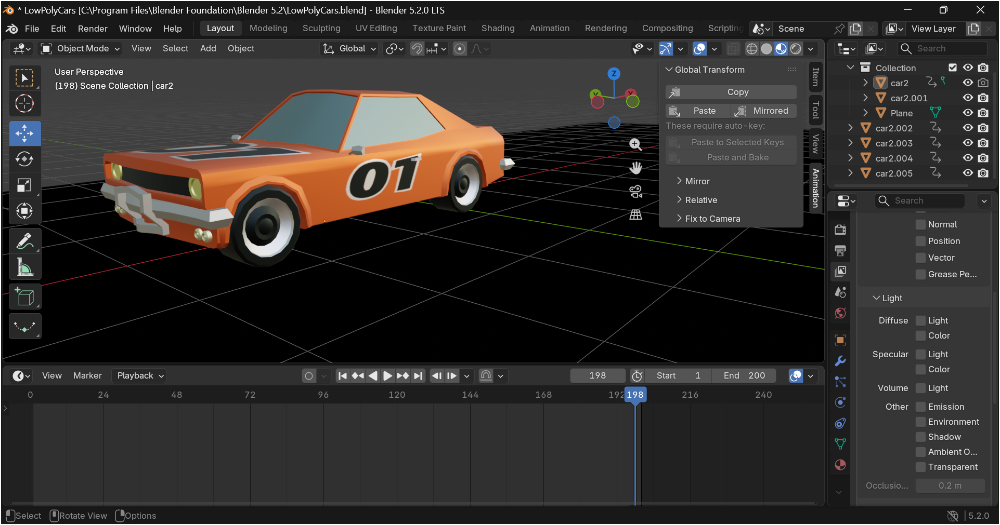 * LowPolyCars [C:\Program Files\Blender Foundation\Blender 5.2\LowPolyCars.blend] - Blender 5.2.0 LTS
File Edit Render Window Help Layout Modeling Sculpting UV Editing Texture Paint Shading Animation Rendering Compositing Scripting Scene View Layer
Object Mode View Select Add Object Global Search
User Perspective
(198) Scene Collection | car2
Z
Y
X
01
Global Transform
Copy
Paste Mirrored
These require auto-key:
Paste to Selected Keys
Paste and Bake
Mirror
Relative
Fix to Camera
Item
Tool
View
Animation
Collection
car2
car2.001
Plane
car2.002
car2.003
car2.004
car2.005
Search
Normal
Position
Vector
Grease Pe...
Light
Diffuse Light
Color
Specular Light
Color
Volume Light
Other Emission
Environment
Shadow
Ambient O...
Transparent
Occlusio... 0.2 m
View Marker Playback 198 Start 1 End 200
0 24 48 72 96 120 144 168 192 198 216 240
Select Rotate View Options 5.2.0